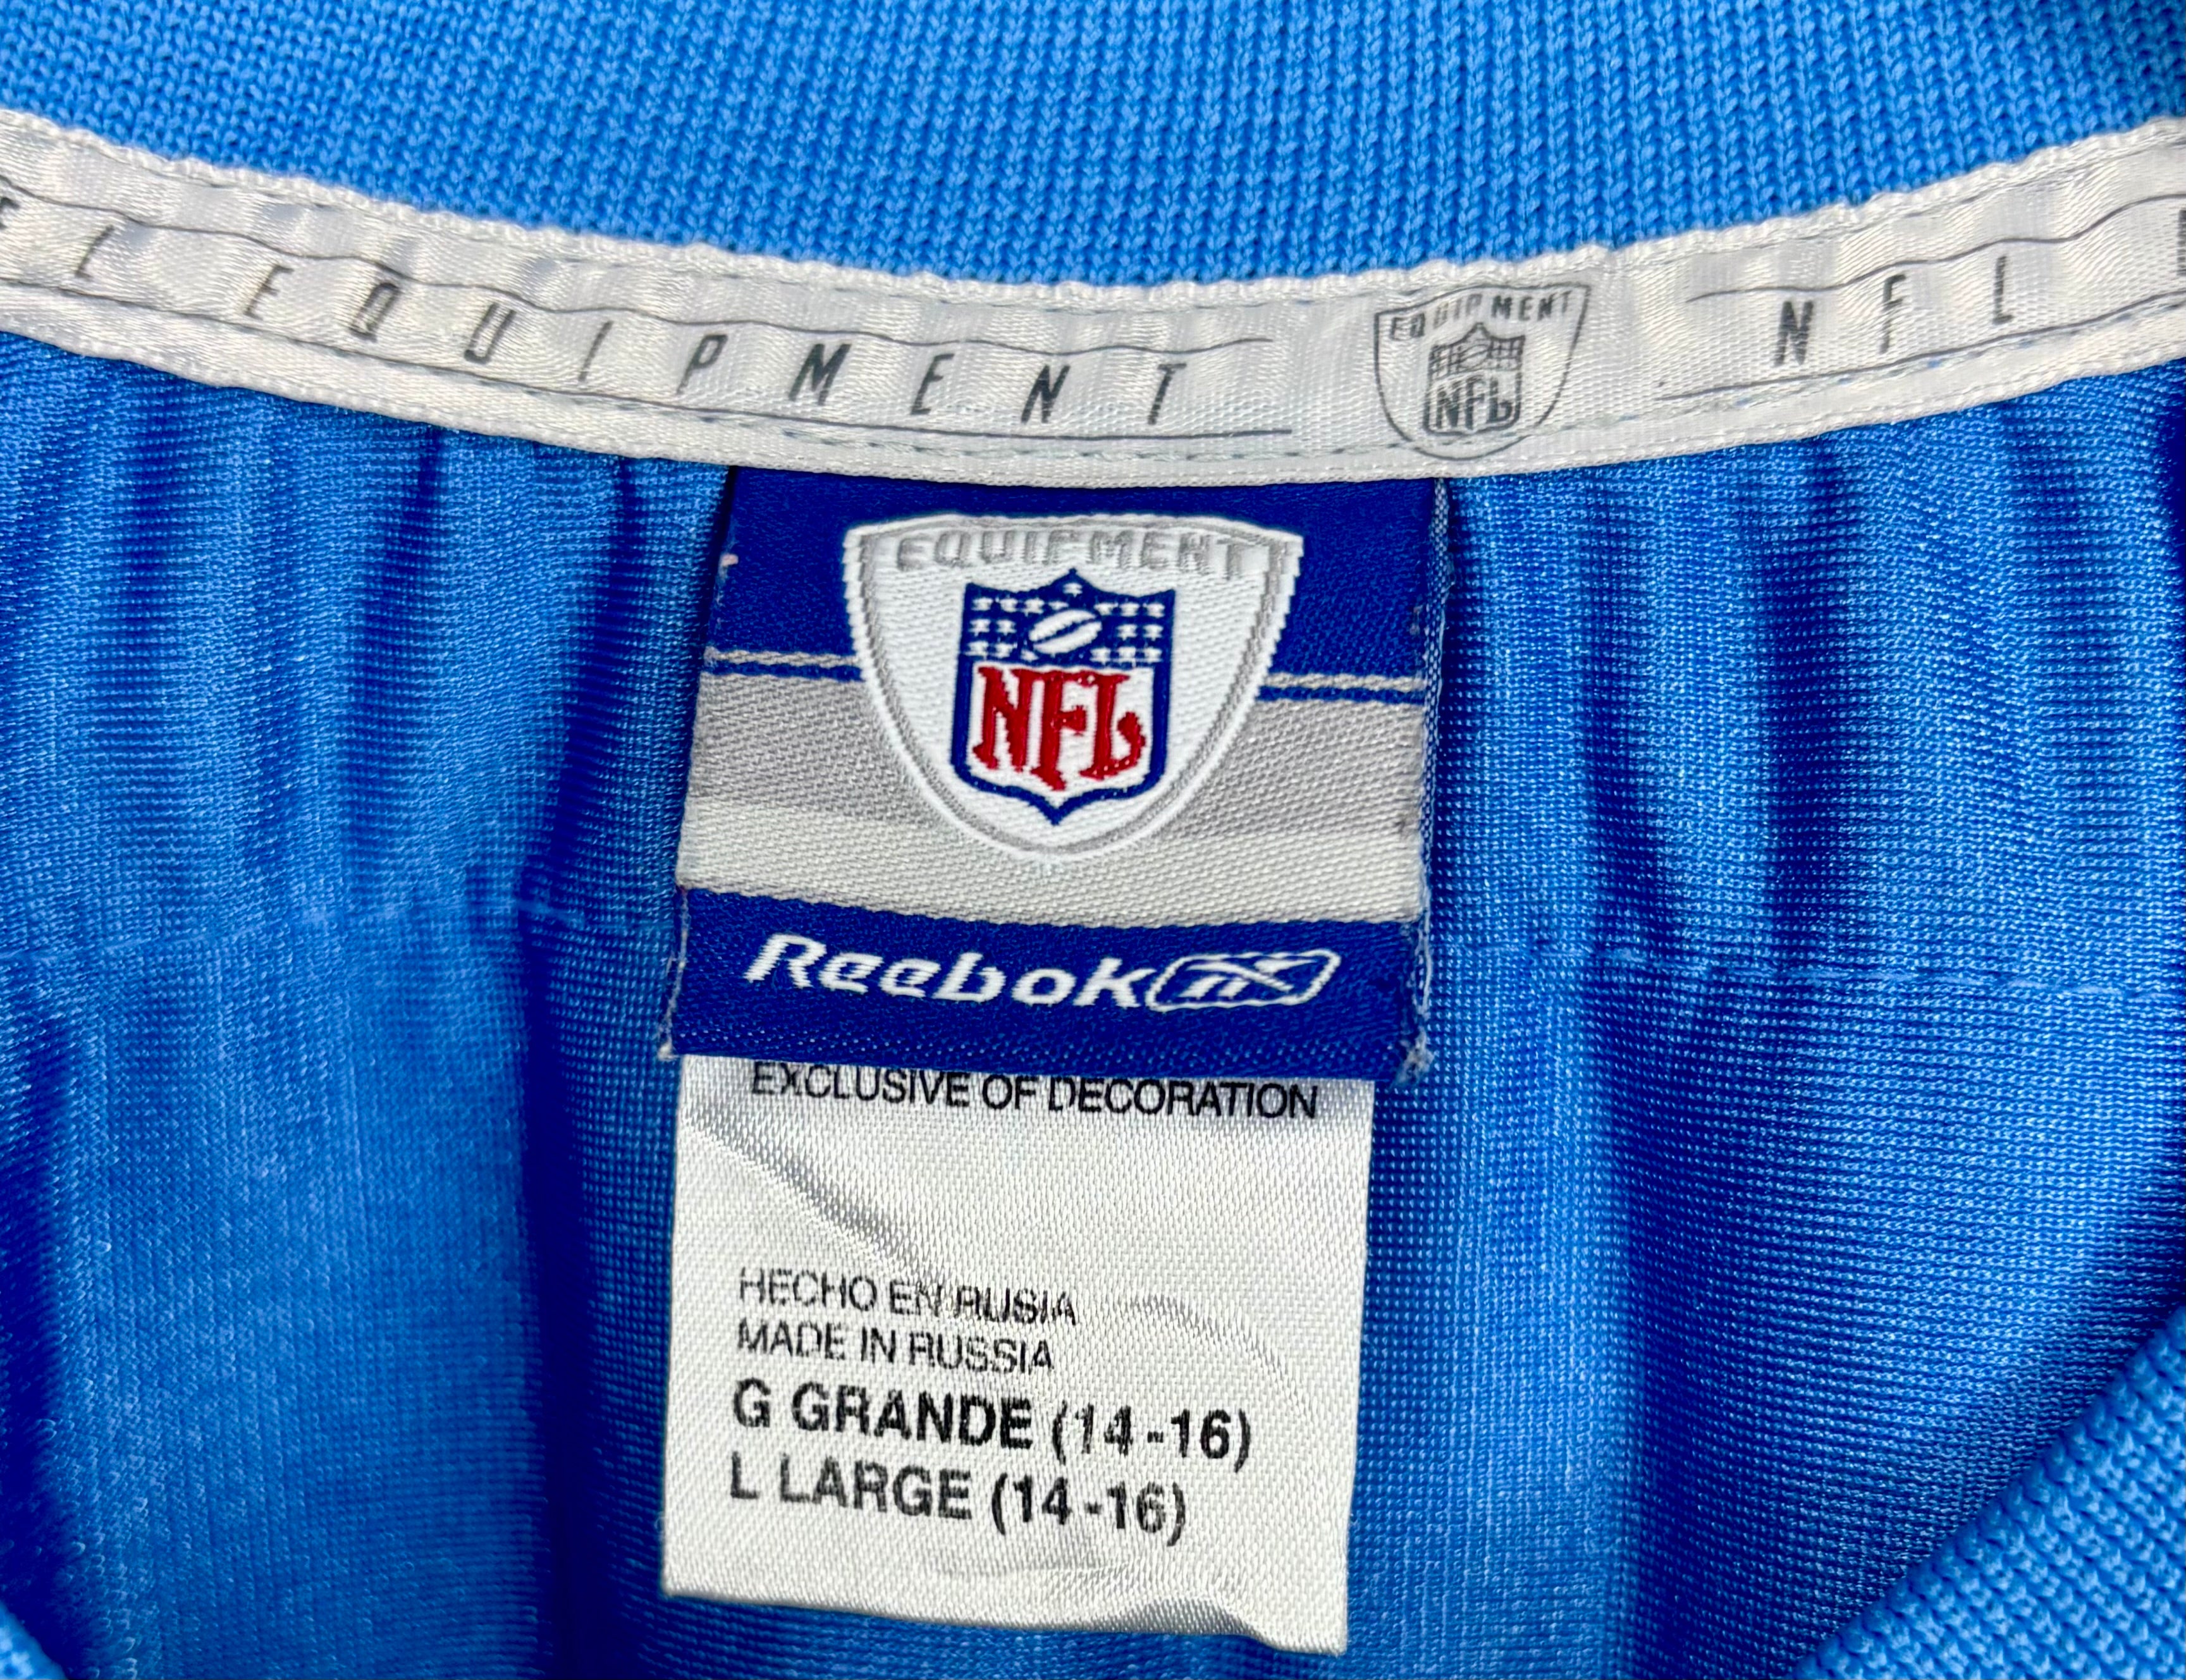 FL EQUIPMENT
EQUIPMENT
NFL
NFL
EQUIPMENT
NFL
Reebok
EXCLUSIVE OF DECORATION
HECHO EN RUSIA
MADE IN RUSSIA
G GRANDE (14-16)
L LARGE (14-16)